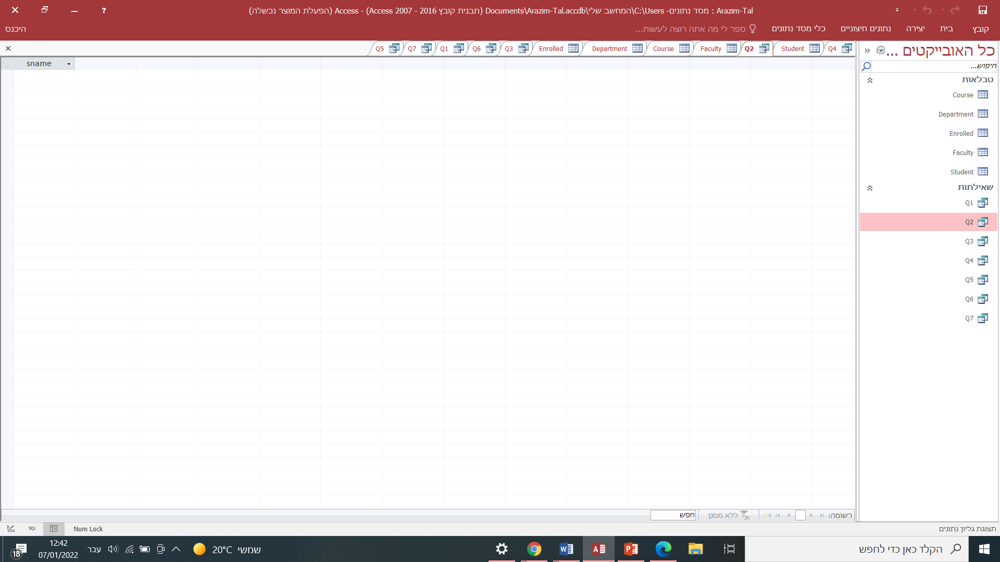 Arazim-Tal : מסד נתונים- C:\Users\המחשב שלי\Documents\Arazim-Tal.accdb (תבנית קובץ Access 2007 - 2016) - Access (הפעלת המוצר נכשלה)
קובץ
בית
יצירה
נתונים חיצוניים
כלי מסד נתונים
ספר לי מה אתה רוצה לעשות...
היכנס
Q4
Student
Q2
Faculty
Course
Department
Enrolled
Q3
Q6
Q1
Q7
Q5
כל האובייקטים ...
חיפוש...
טבלאות
Course
Department
Enrolled
Faculty
Student
שאילתות
Q1
Q2
Q3
Q4
Q5
Q6
Q7
sname
רשומה:
ללא מסנן
חפש
תצוגת גליון נתונים
Num Lock
SQL
הקלד כאן כדי לחפש
20°C שמשי
עבר
12:42
07/01/2022
18